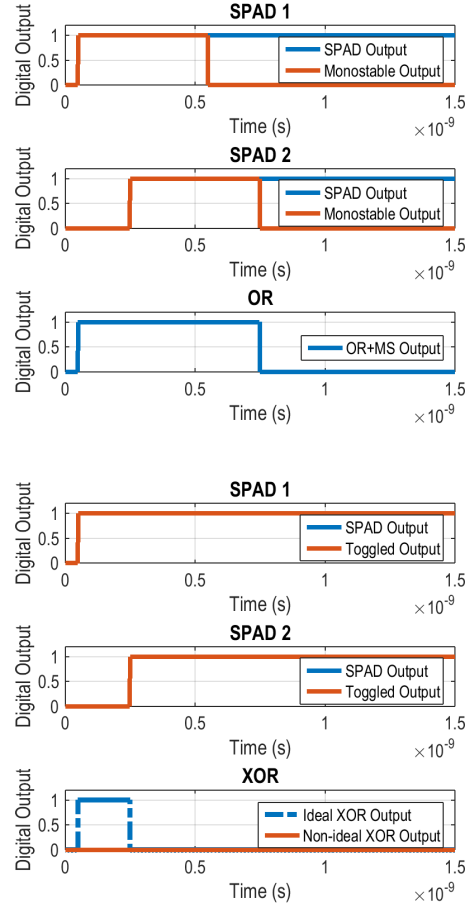 SPAD 1
Digital Output
1
0.5
0
SPAD Output
Monostable Output
0 0.5 1 1.5
Time (s)
×10⁻⁹
SPAD 2
Digital Output
1
0.5
0
SPAD Output
Monostable Output
0 0.5 1 1.5
Time (s)
×10⁻⁹
OR
Digital Output
1
0.5
0
OR+MS Output
0 0.5 1 1.5
Time (s)
×10⁻⁹
SPAD 1
Digital Output
1
0.5
0
SPAD Output
Toggled Output
0 0.5 1 1.5
Time (s)
×10⁻⁹
SPAD 2
Digital Output
1
0.5
0
SPAD Output
Toggled Output
0 0.5 1 1.5
Time (s)
×10⁻⁹
XOR
Digital Output
1
0.5
0
Ideal XOR Output
Non-ideal XOR Output
0 0.5 1 1.5
Time (s)
×10⁻⁹